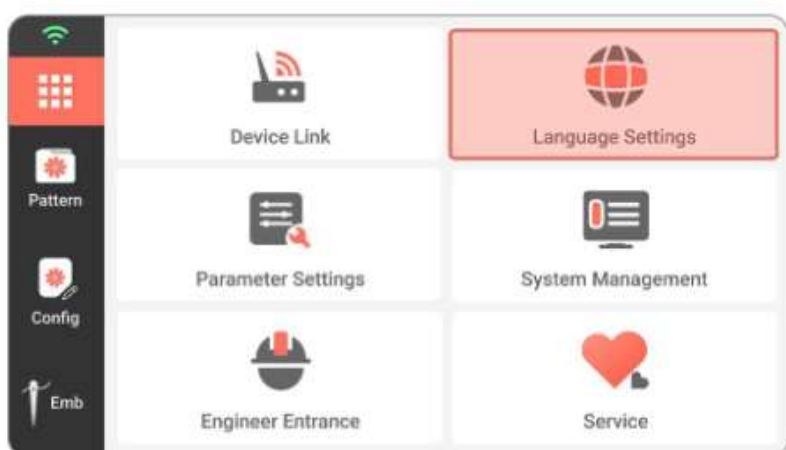 Device Link
Language Settings
Pattern
Parameter Settings
System Management
Config
Engineer Entrance
Service
Emb